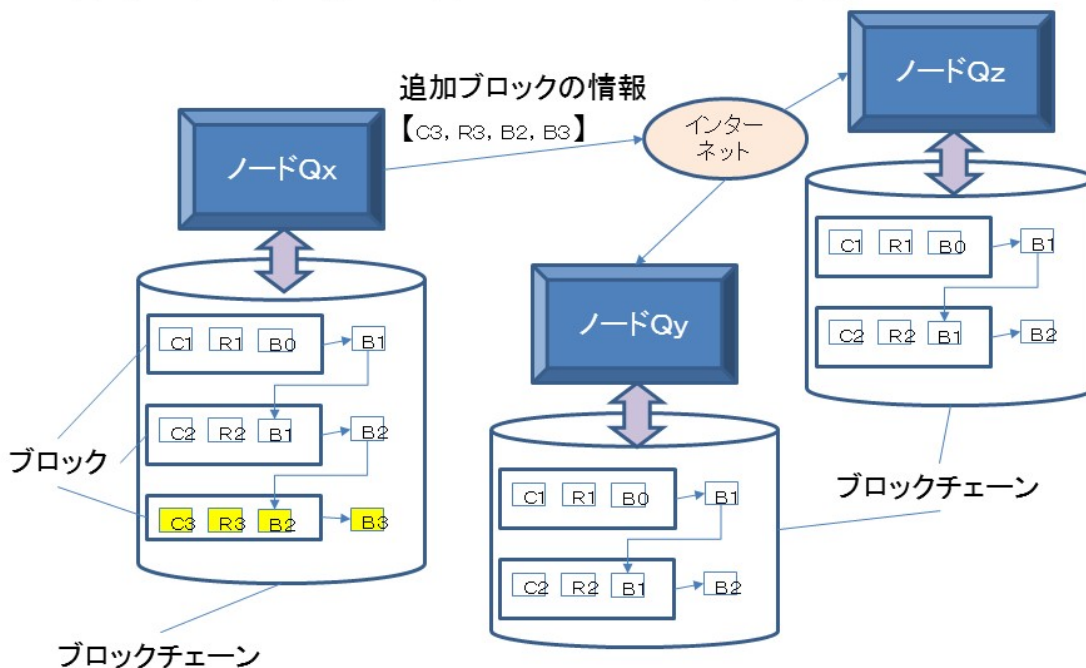 追加ブロックの情報
【C3, R3, B2, B3】
インター
ネット
ノードQz
ノードQx
ノードQy
C1 R1 B0 B1
C2 R2 B1 B2
C3 R3 B2 B3
C1 R1 B0 B1
C2 R2 B1 B2
C1 R1 B0 B1
C2 R2 B1 B2
ブロック
ブロックチェーン
ブロックチェーン